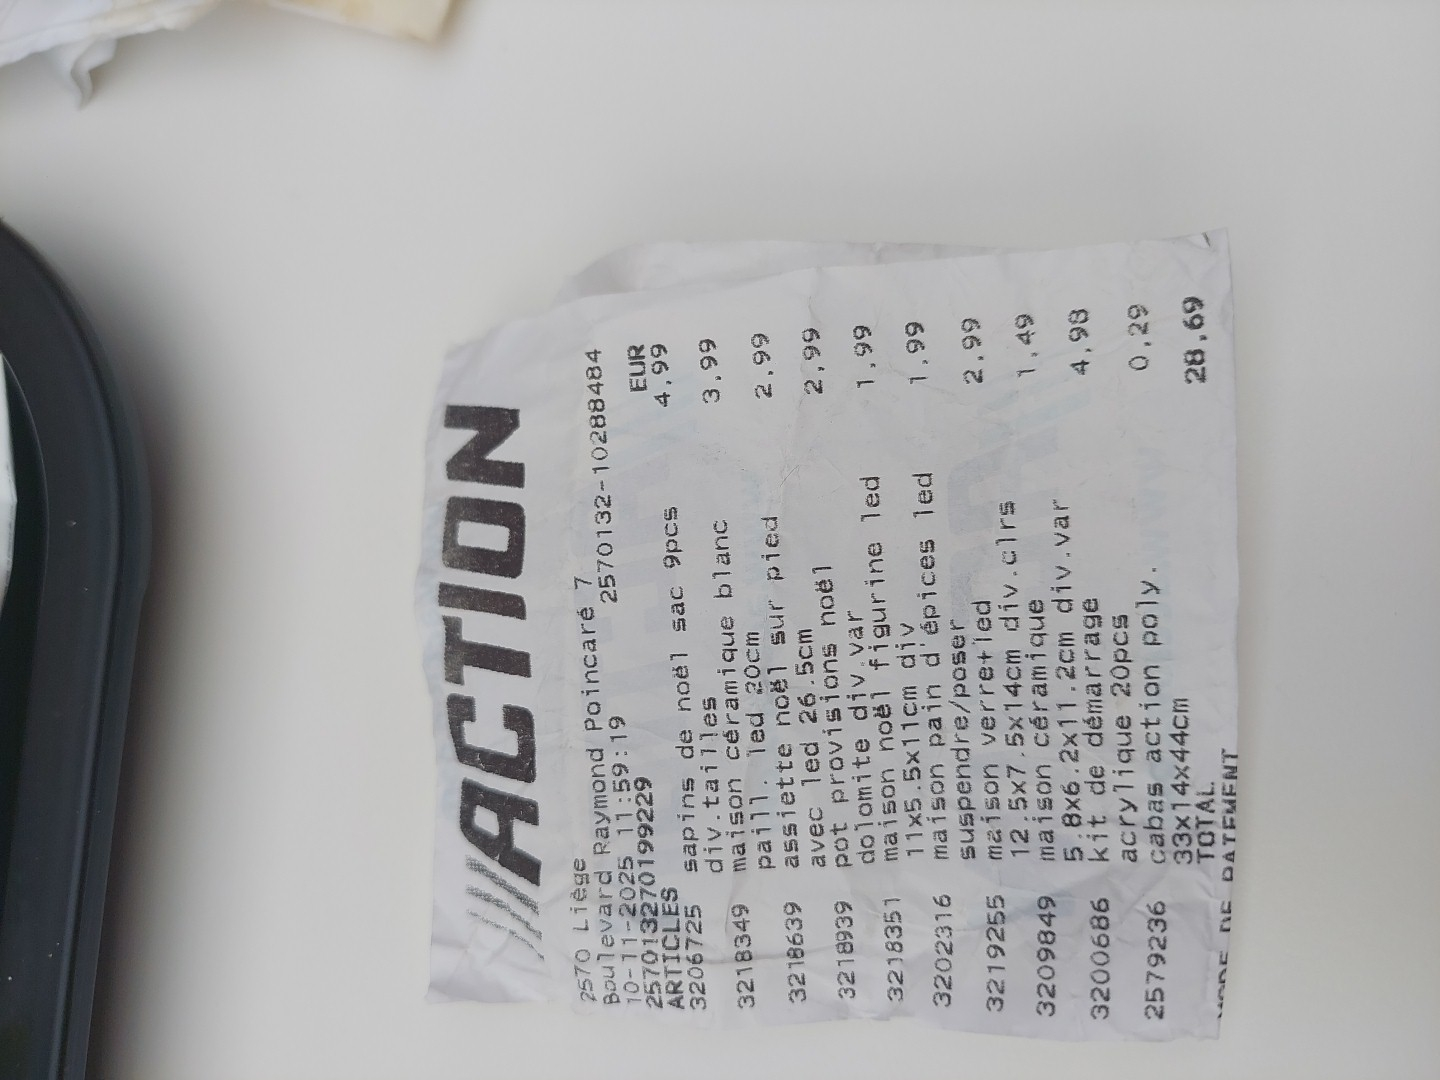 ACTION
2570 Liège
Boulevard Raymond Poincaré 7
10-11-2025 11:59:19 2570132-10288484
257013270199229 EUR
ARTICLES
3206725 sapins de noël sac 9pcs 4,99
div.tailles
3218349 maison céramique blanc 3,99
paill. led 20cm
3218639 assiette noël sur pied 2,99
avec led 26.5cm
3218939 pot provisions noël 2,99
dolomite div.var
3218351 maison noël figurine led 1,99
11x5.5x11cm div
3202316 maison pain d'épices led 1,99
suspendre/poser
3219255 maison verre+led 2,99
12.5x7.5x14cm div.clrs
3209849 maison céramique 1,49
5.8x6.2x11.2cm div.var
3200686 kit de démarrage 4,98
acrylique 20pcs
2579236 cabas action poly. 0,29
33x14x44cm
TOTAL 28,69
MODE DE PAIEMENT